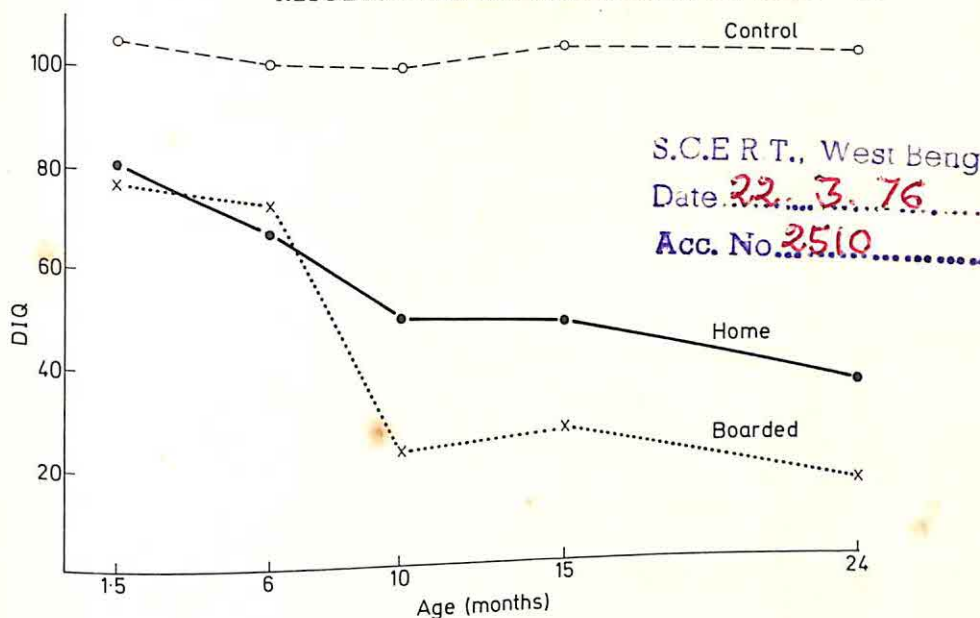 Control
100
80
60
40
20
DIQ
S.C.E R.T., West Beng
Date 22. 3. 76
Acc. No. 2510
Home
Boarded
1·5 6 10 15 24
Age (months)